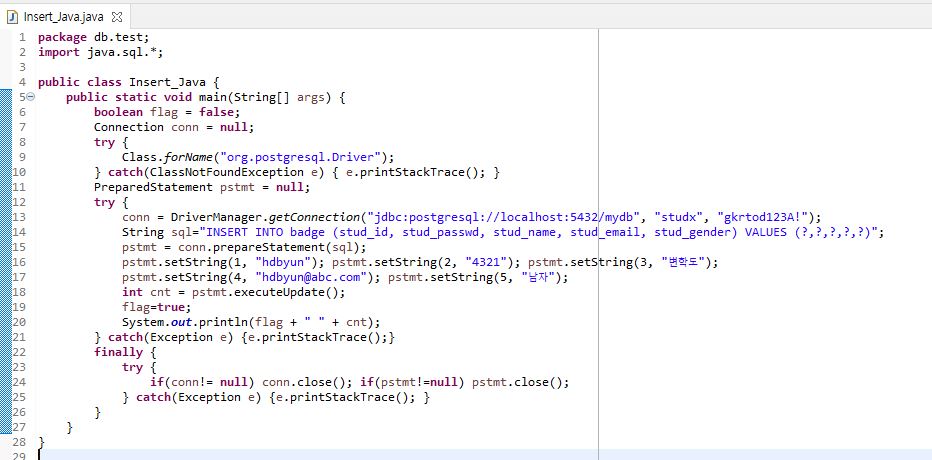 Insert_Java.java
1 package db.test;
2 import java.sql.*;
3
4 public class Insert_Java {
5 public static void main(String[] args) {
6 boolean flag = false;
7 Connection conn = null;
8 try {
9 Class.forName("org.postgresql.Driver");
10 } catch(ClassNotFoundException e) { e.printStackTrace(); }
11 PreparedStatement pstmt = null;
12 try {
13 conn = DriverManager.getConnection("jdbc:postgresql://localhost:5432/mydb", "studx", "gkrtod123A!");
14 String sql="INSERT INTO badge (stud_id, stud_passwd, stud_name, stud_email, stud_gender) VALUES (?,?,?,?,?)";
15 pstmt = conn.prepareStatement(sql);
16 pstmt.setString(1, "hdbyun"); pstmt.setString(2, "4321"); pstmt.setString(3, "변학도");
17 pstmt.setString(4, "hdbyun@abc.com"); pstmt.setString(5, "남자");
18 int cnt = pstmt.executeUpdate();
19 flag=true;
20 System.out.println(flag + " " + cnt);
21 } catch(Exception e) {e.printStackTrace();}
22 finally {
23 try {
24 if(conn!= null) conn.close(); if(pstmt!=null) pstmt.close();
25 } catch(Exception e) {e.printStackTrace(); }
26 }
27 }
28 }
29